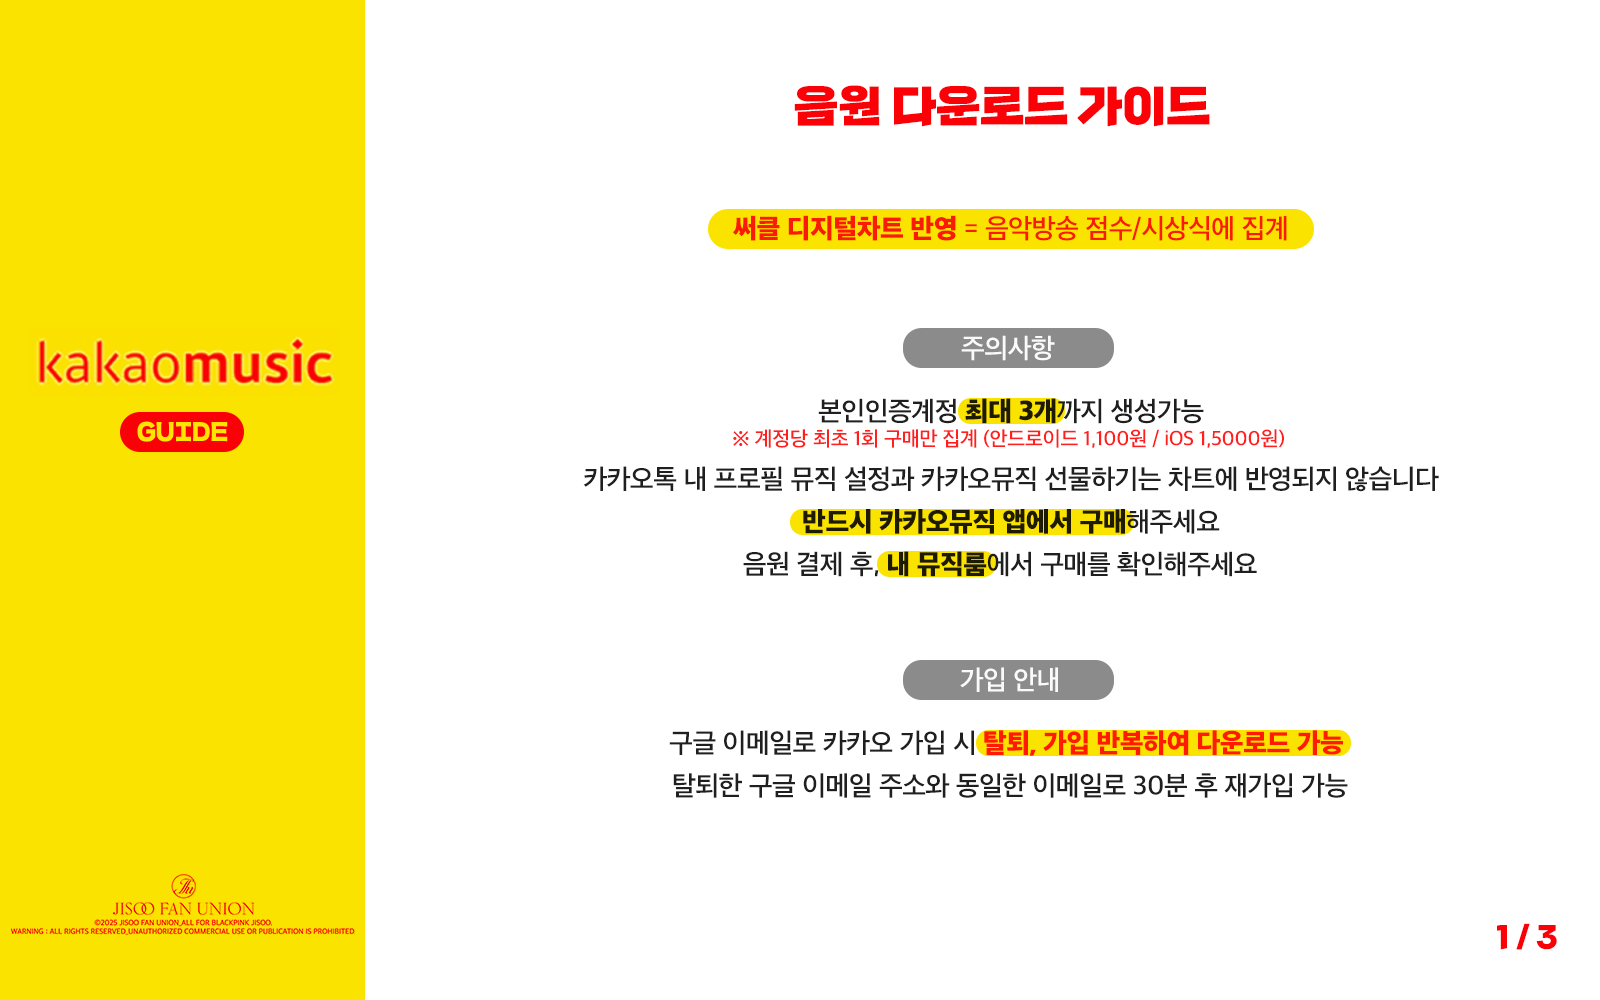 kakaomusic
GUIDE
JISOO FAN UNION
©2025 JISOO FAN UNION_ALL FOR BLACKPINK JISOO.
WARNING : ALL RIGHTS RESERVED,UNAUTHORIZED COMMERCIAL USE OR PUBLICATION IS PROHIBITED
음원 다운로드 가이드
써클 디지털차트 반영 = 음악방송 점수/시상식에 집계
주의사항
본인인증계정 최대 3개까지 생성가능
※ 계정당 최초 1회 구매만 집계 (안드로이드 1,100원 / iOS 1,5000원)
카카오톡 내 프로필 뮤직 설정과 카카오뮤직 선물하기는 차트에 반영되지 않습니다
반드시 카카오뮤직 앱에서 구매해주세요
음원 결제 후, 내 뮤직룸에서 구매를 확인해주세요
가입 안내
구글 이메일로 카카오 가입 시 탈퇴, 가입 반복하여 다운로드 가능
탈퇴한 구글 이메일 주소와 동일한 이메일로 30분 후 재가입 가능
1 / 3